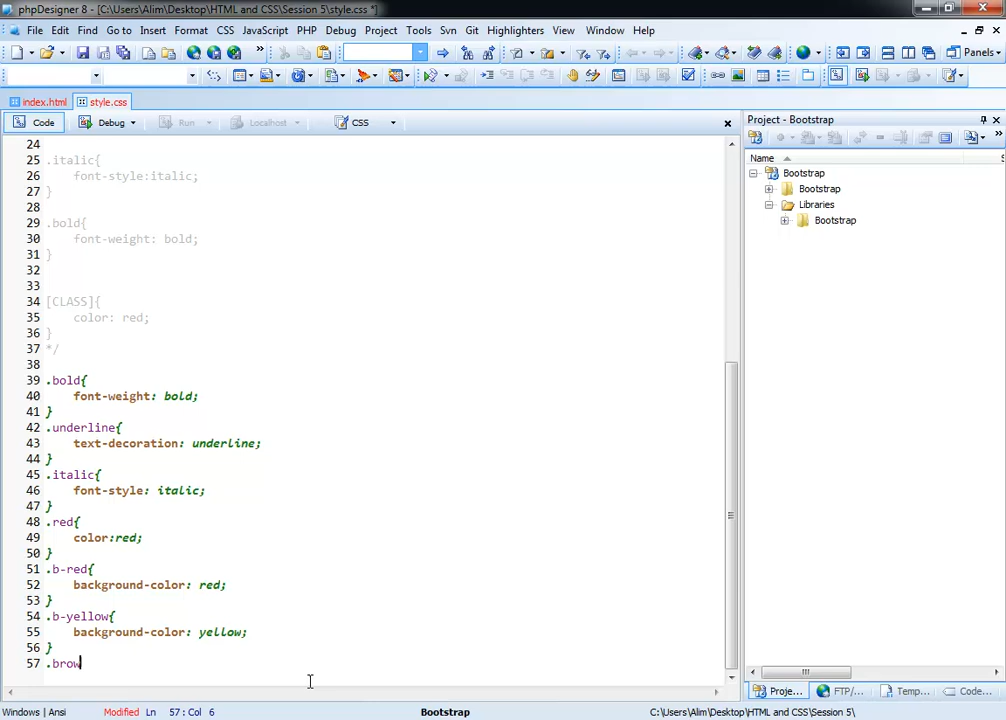 phpDesigner 8 - [C:\Users\Alim\Desktop\HTML and CSS\Session 5\style.css *]
File Edit Find Go to Insert Format CSS JavaScript PHP Debug Project Tools Svn Git Highlighters View Window Help
Panels
index.html style.css
Code Debug Run Localhost CSS
Project - Bootstrap
Name
Bootstrap
Bootstrap
Libraries
Bootstrap
24
25 .italic{
26 font-style:italic;
27 }
28
29 .bold{
30 font-weight: bold;
31 }
32
33
34 [CLASS]{
35 color: red;
36 }
37 */
38
39 .bold{
40 font-weight: bold;
41 }
42 .underline{
43 text-decoration: underline;
44 }
45 .italic{
46 font-style: italic;
47 }
48 .red{
49 color:red;
50 }
51 .b-red{
52 background-color: red;
53 }
54 .b-yellow{
55 background-color: yellow;
56 }
57 .brow
Proje... FTP/... Temp... Code...
Windows | Ansi Modified Ln 57 : Col 6 Bootstrap C:\Users\Alim\Desktop\HTML and CSS\Session 5\